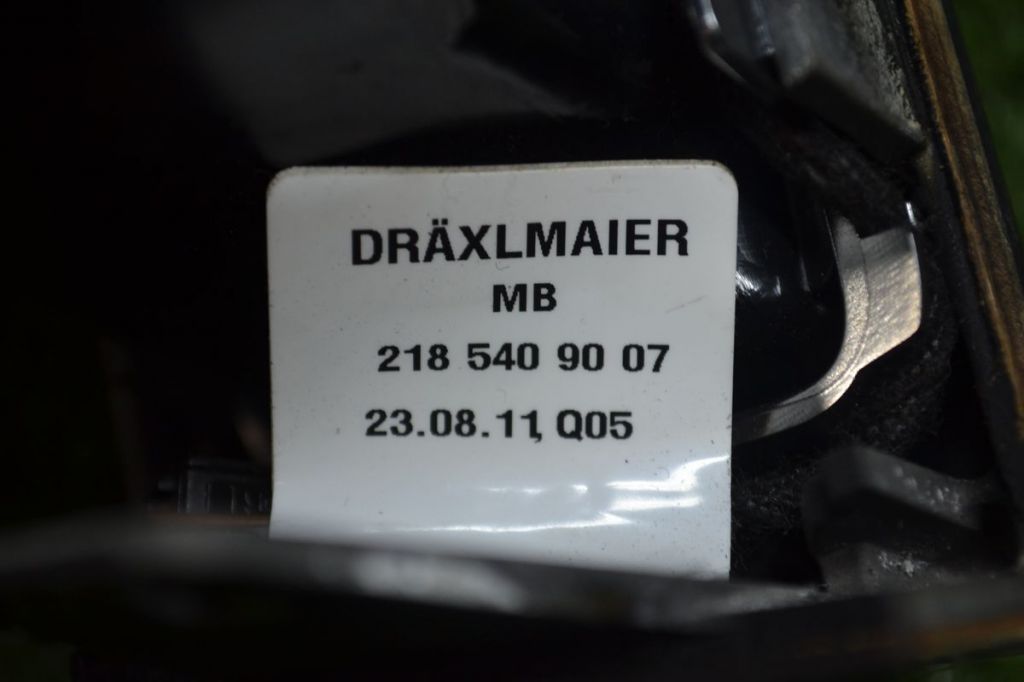 DRÄXLMAIER
MB
218 540 90 07
23.08.11, Q05